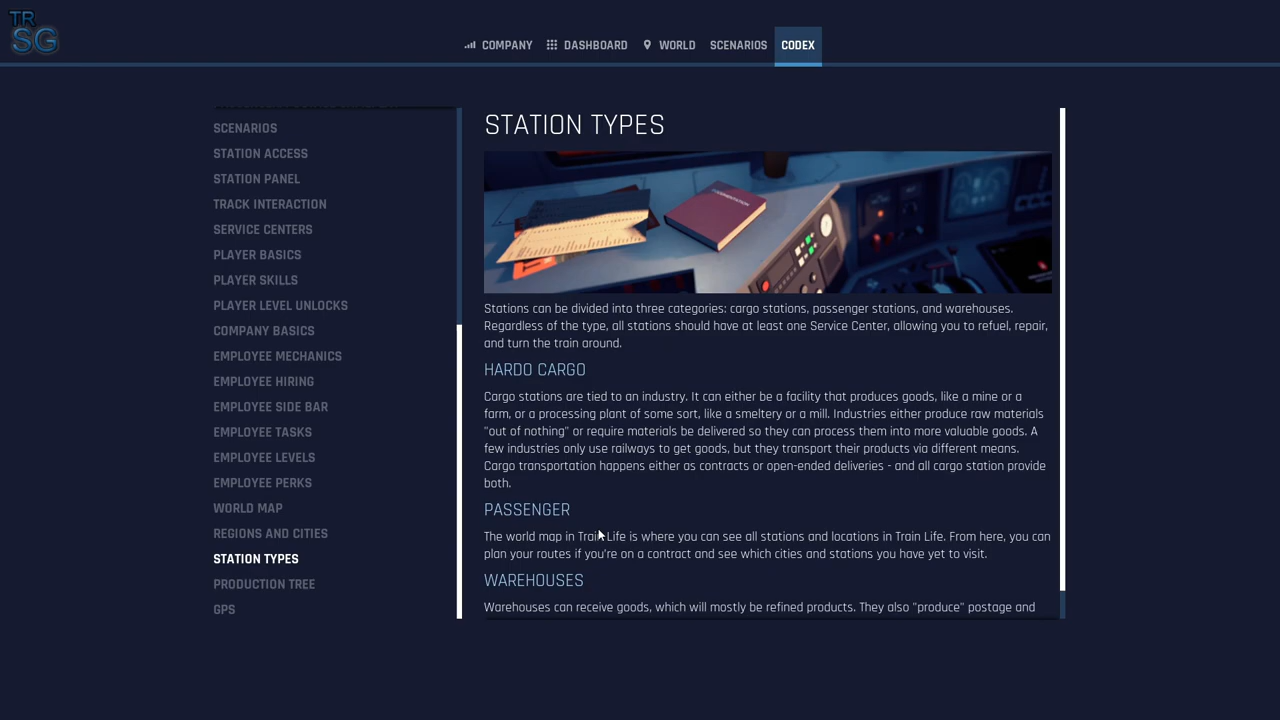 TR
SG
COMPANY
DASHBOARD
WORLD
SCENARIOS
CODEX
SCENARIOS
STATION ACCESS
STATION PANEL
TRACK INTERACTION
SERVICE CENTERS
PLAYER BASICS
PLAYER SKILLS
PLAYER LEVEL UNLOCKS
COMPANY BASICS
EMPLOYEE MECHANICS
EMPLOYEE HIRING
EMPLOYEE SIDE BAR
EMPLOYEE TASKS
EMPLOYEE LEVELS
EMPLOYEE PERKS
WORLD MAP
REGIONS AND CITIES
STATION TYPES
PRODUCTION TREE
GPS
STATION TYPES
Stations can be divided into three categories: cargo stations, passenger stations, and warehouses.
Regardless of the type, all stations should have at least one Service Center, allowing you to refuel, repair,
and turn the train around.
HARDO CARGO
Cargo stations are tied to an industry. It can either be a facility that produces goods, like a mine or a
farm, or a processing plant of some sort, like a smeltery or a mill. Industries either produce raw materials
"out of nothing" or require materials be delivered so they can process them into more valuable goods. A
few industries only use railways to get goods, but they transport their products via different means.
Cargo transportation happens either as contracts or open-ended deliveries - and all cargo station provide
both.
PASSENGER
The world map in Train Life is where you can see all stations and locations in Train Life. From here, you can
plan your routes if you're on a contract and see which cities and stations you have yet to visit.
WAREHOUSES
Warehouses can receive goods, which will mostly be refined products. They also "produce" postage and